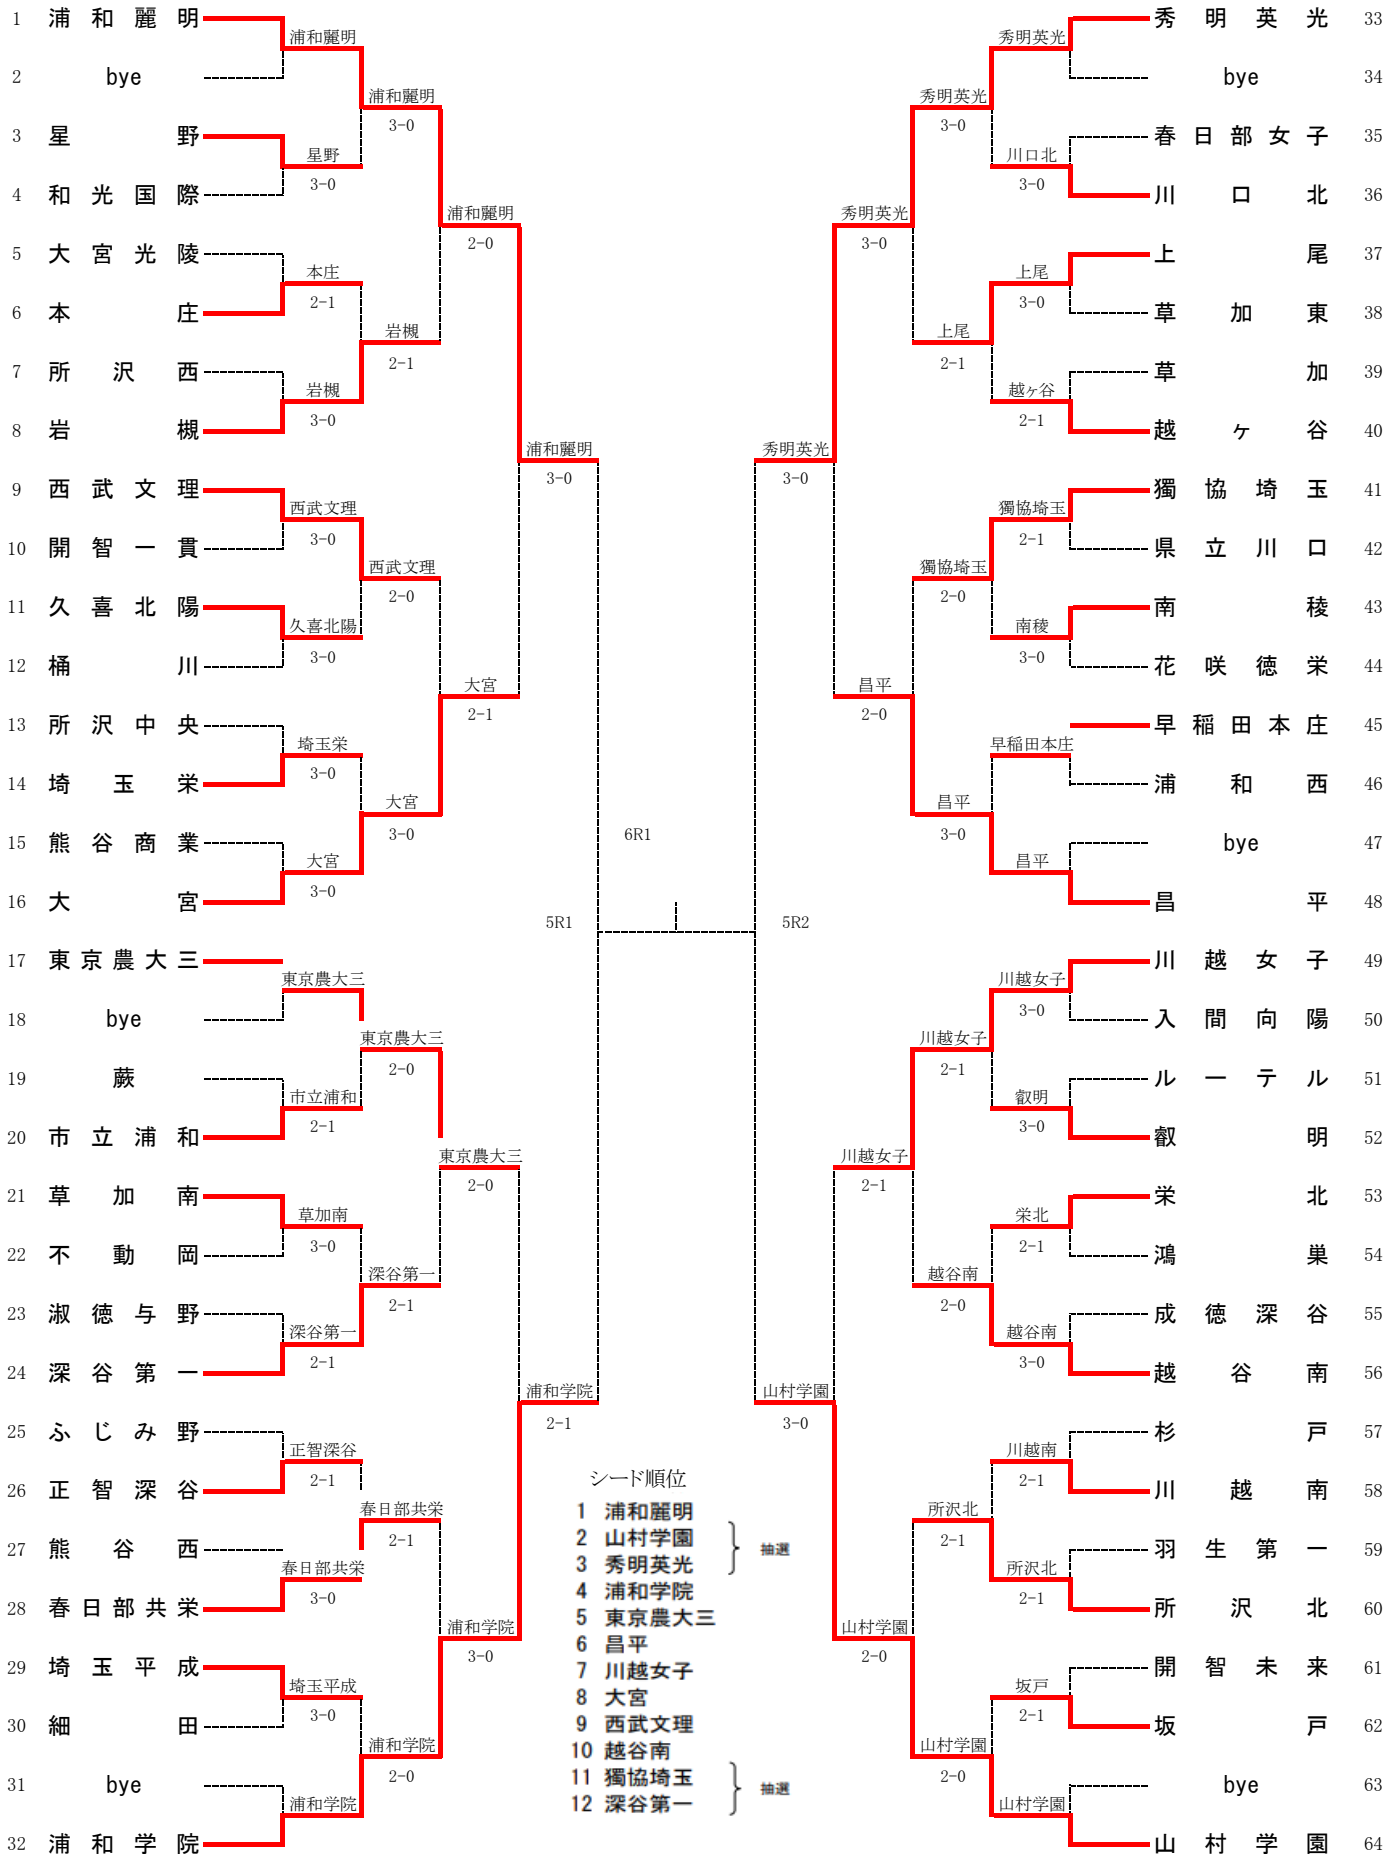 1 浦和麗明
2 bye
3 星野
4 和光国際
5 大宮光陵
6 本庄
7 所沢西
8 岩槻
9 西武文理
10 開智一貫
11 久喜北陽
12 桶川
13 所沢中央
14 埼玉栄
15 熊谷商業
16 大宮
17 東京農大三
18 bye
19 蕨
20 市立浦和
21 草加南
22 不動岡
23 淑徳与野
24 深谷第一
25 ふじみ野
26 正智深谷
27 熊谷西
28 春日部共栄
29 埼玉平成
30 細田
31 bye
32 浦和学院
浦和麗明
星野
3-0
本庄
2-1
岩槻
3-0
西武文理
3-0
久喜北陽
3-0
埼玉栄
3-0
大宮
3-0
東京農大三
市立浦和
2-1
草加南
3-0
深谷第一
2-1
正智深谷
2-1
春日部共栄
3-0
埼玉平成
3-0
浦和学院
浦和麗明
3-0
岩槻
2-1
西武文理
2-0
大宮
3-0
東京農大三
2-0
深谷第一
2-1
春日部共栄
2-1
浦和学院
2-0
浦和麗明
2-0
大宮
2-1
東京農大三
2-0
浦和学院
3-0
浦和麗明
3-0
浦和学院
2-1
5R1
6R1
5R2
シード順位
1 浦和麗明
2 山村学園
3 秀明英光
抽選
4 浦和学院
5 東京農大三
6 昌平
7 川越女子
8 大宮
9 西武文理
10 越谷南
11 獨協埼玉
12 深谷第一
抽選
秀明英光
3-0
山村学園
3-0
秀明英光
3-0
昌平
2-0
川越女子
2-1
山村学園
2-0
秀明英光
3-0
上尾
2-1
獨協埼玉
2-0
昌平
3-0
川越女子
2-1
越谷南
2-0
所沢北
2-1
山村学園
2-0
秀明英光
川口北
3-0
上尾
3-0
越ヶ谷
2-1
獨協埼玉
2-1
南稜
3-0
早稲田本庄
昌平
川越女子
3-0
叡明
3-0
栄北
2-1
越谷南
3-0
川越南
2-1
所沢北
2-1
坂戸
2-1
山村学園
秀明英光 33
bye 34
春日部女子 35
川口北 36
上尾 37
草加東 38
草加 39
越ヶ谷 40
獨協埼玉 41
県立川口 42
南稜 43
花咲徳栄 44
早稲田本庄 45
浦和西 46
bye 47
昌平 48
川越女子 49
入間向陽 50
ルーテル 51
叡明 52
栄北 53
鴻巣 54
成徳深谷 55
越谷南 56
杉戸 57
川越南 58
羽生第一 59
所沢北 60
開智未来 61
坂戸 62
bye 63
山村学園 64